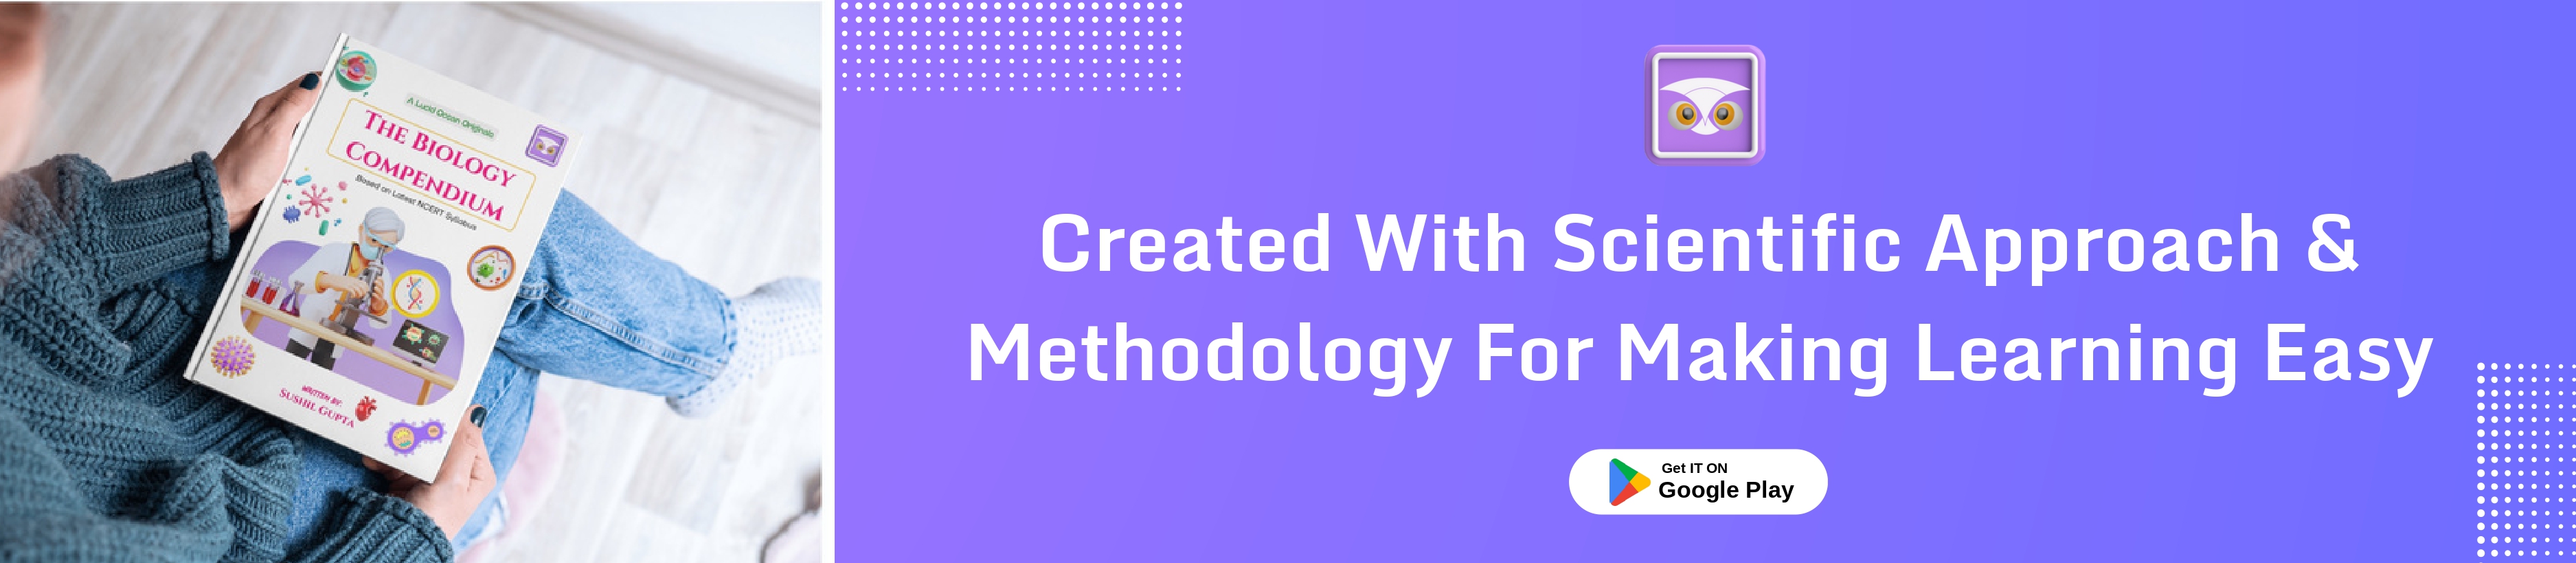 A Lucid Ocean Originals
THE BIOLOGY
COMPENDIUM
Based on Latest NCERT Syllabus
WRITTEN BY:
SUSHIL GUPTA
Created With Scientific Approach &
Methodology For Making Learning Easy
Get IT ON
Google Play